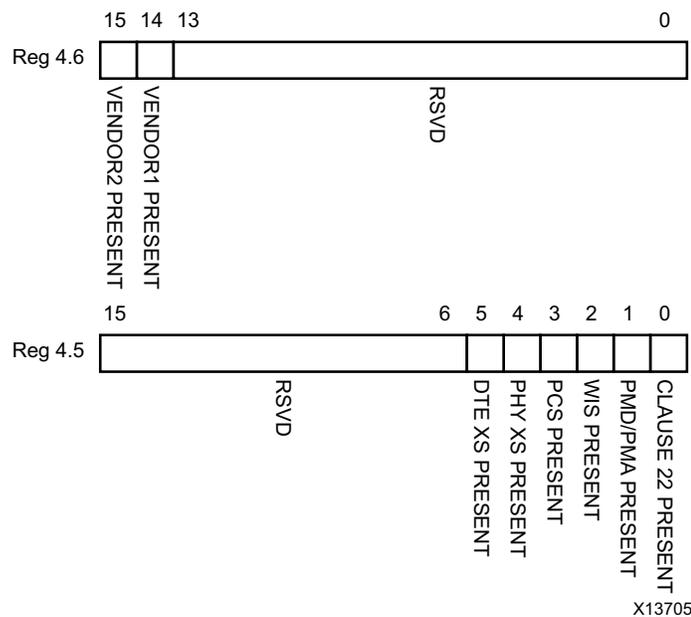 15 14 13 0
Reg 4.6
VENDOR2 PRESENT
VENDOR1 PRESENT
RSVD
15 6 5 4 3 2 1 0
Reg 4.5
RSVD
DTE XS PRESENT
PHY XS PRESENT
PCS PRESENT
WIS PRESENT
PMD/PMA PRESENT
CLAUSE 22 PRESENT
X13705